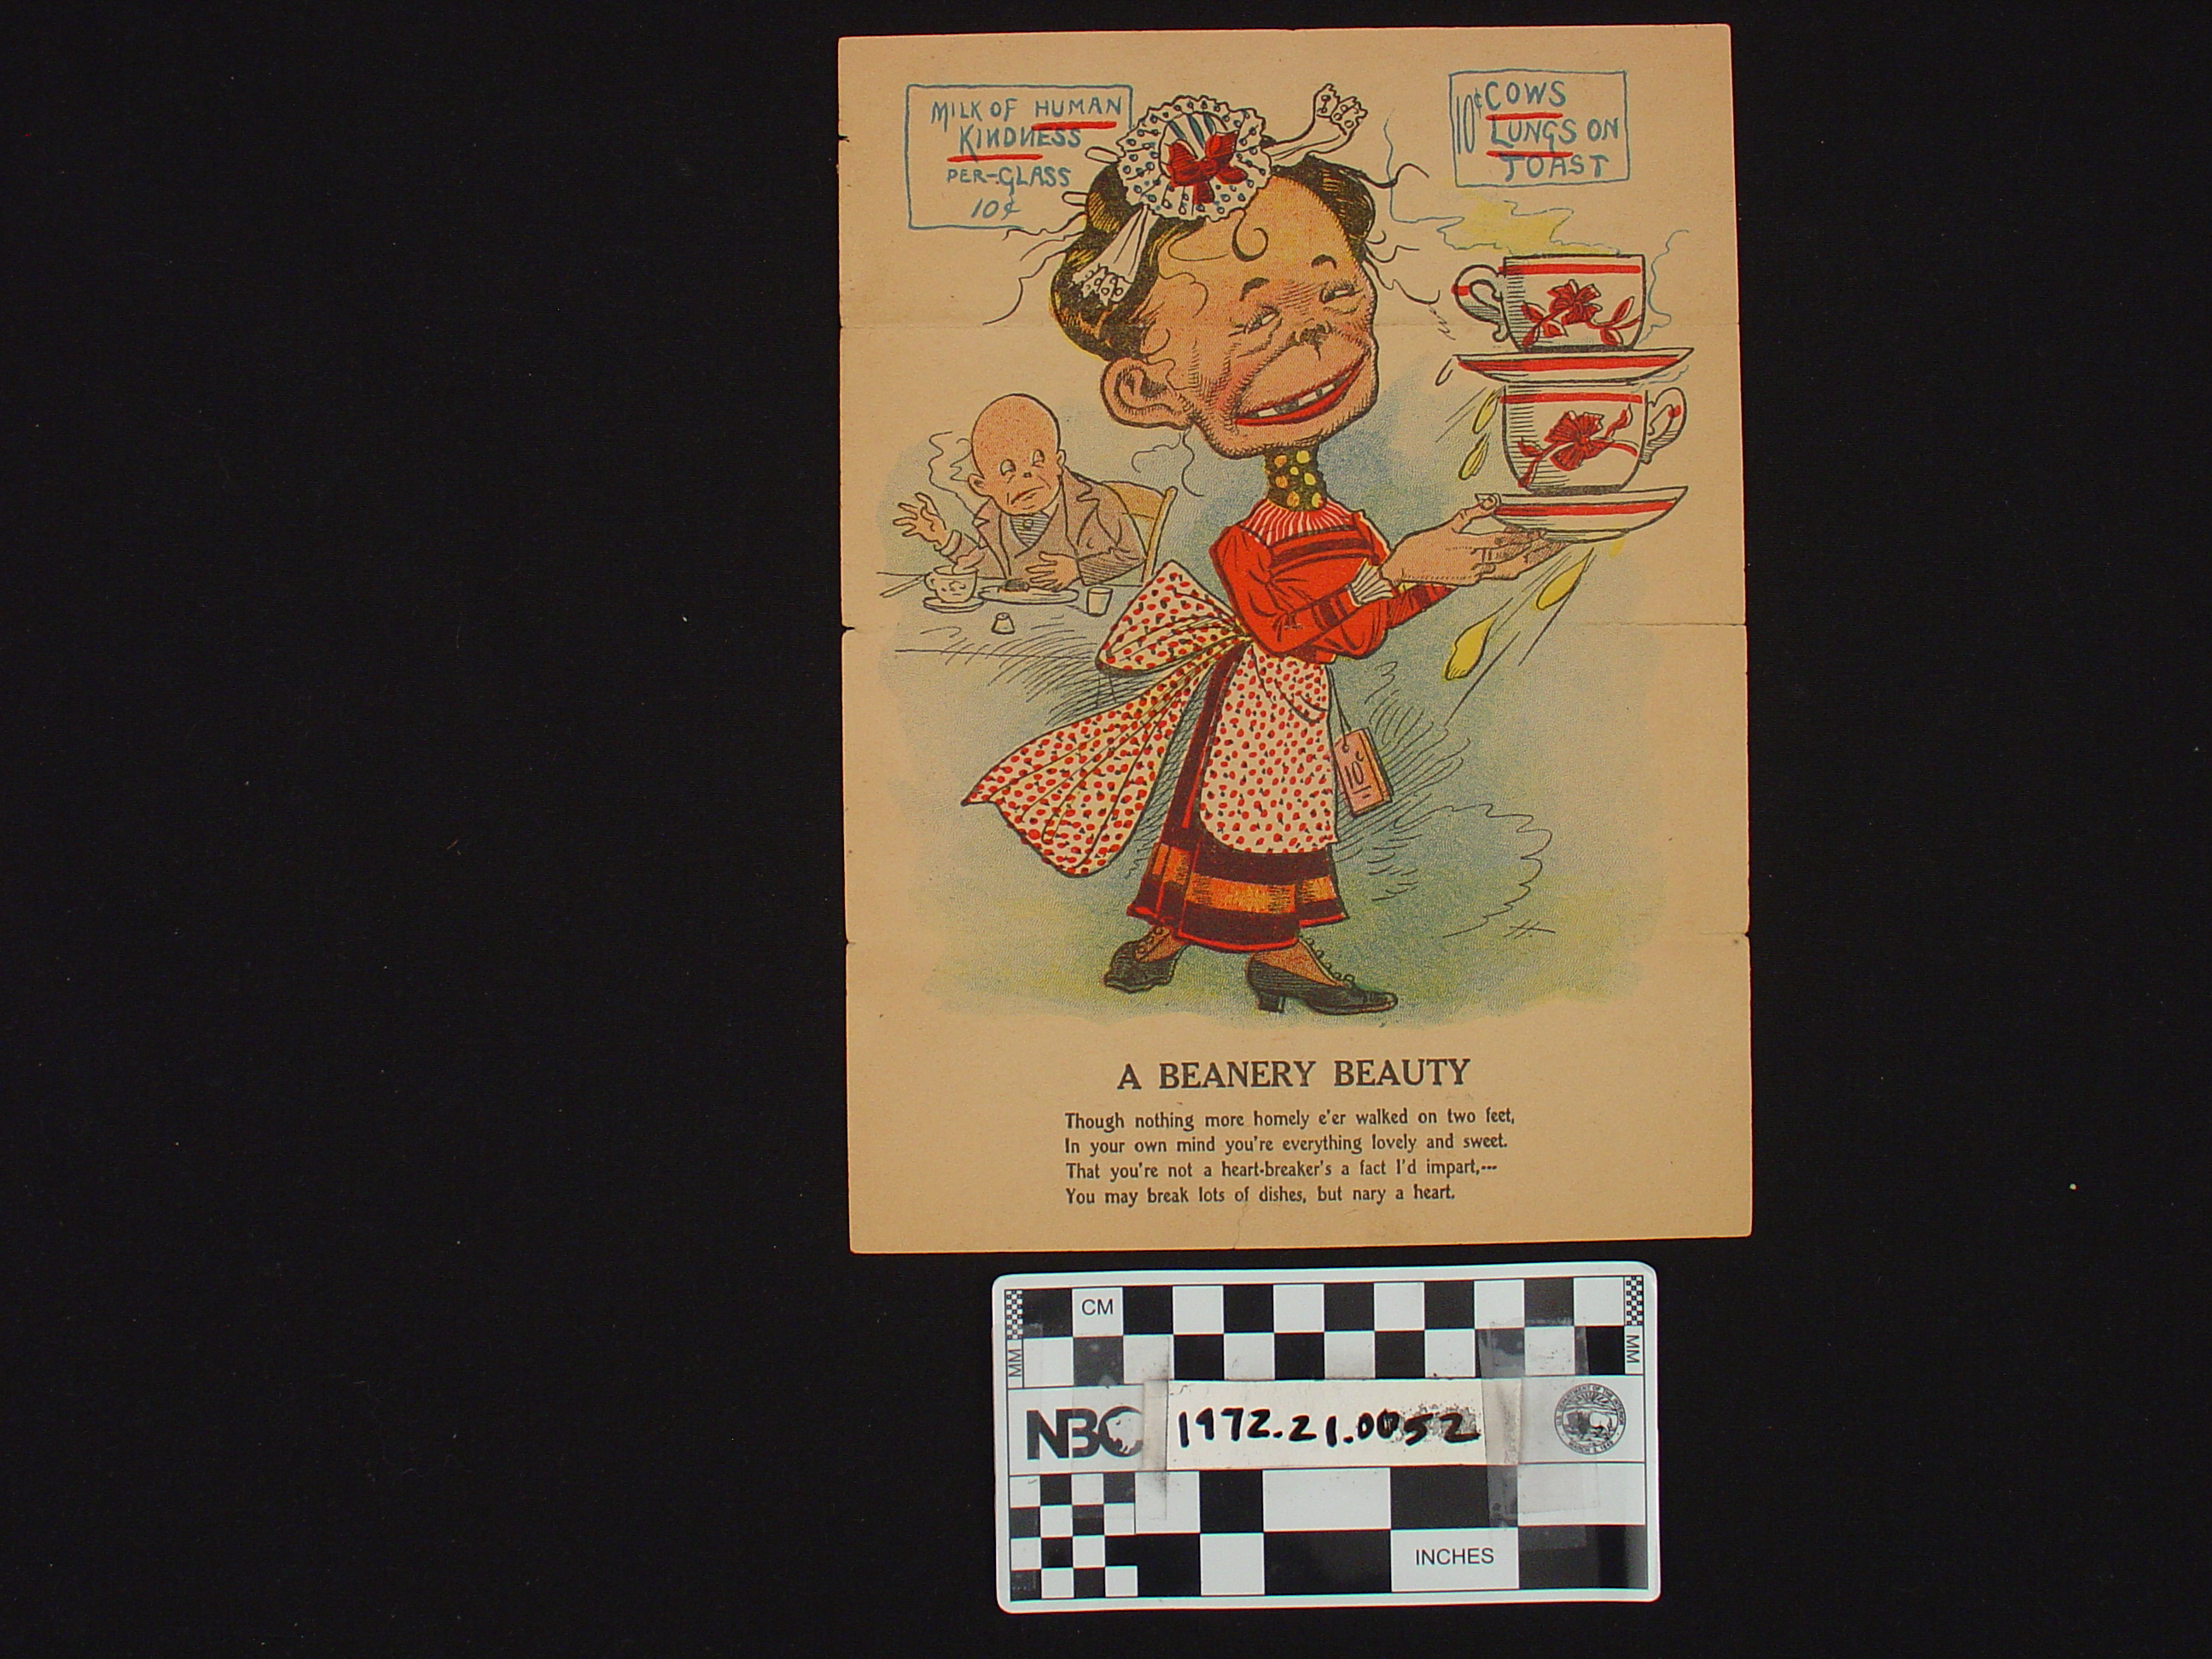 MILK OF HUMAN
KINDNESS
PER-GLASS
10¢
10¢ COWS
LUNGS ON
TOAST
10¢
A BEANERY BEAUTY
Though nothing more homely e'er walked on two feet,
In your own mind you're everything lovely and sweet.
That you're not a heart-breaker's a fact I'd impart,---
You may break lots of dishes, but nary a heart.
CM
MM
MM
NBC
1972.21.0052
INCHES